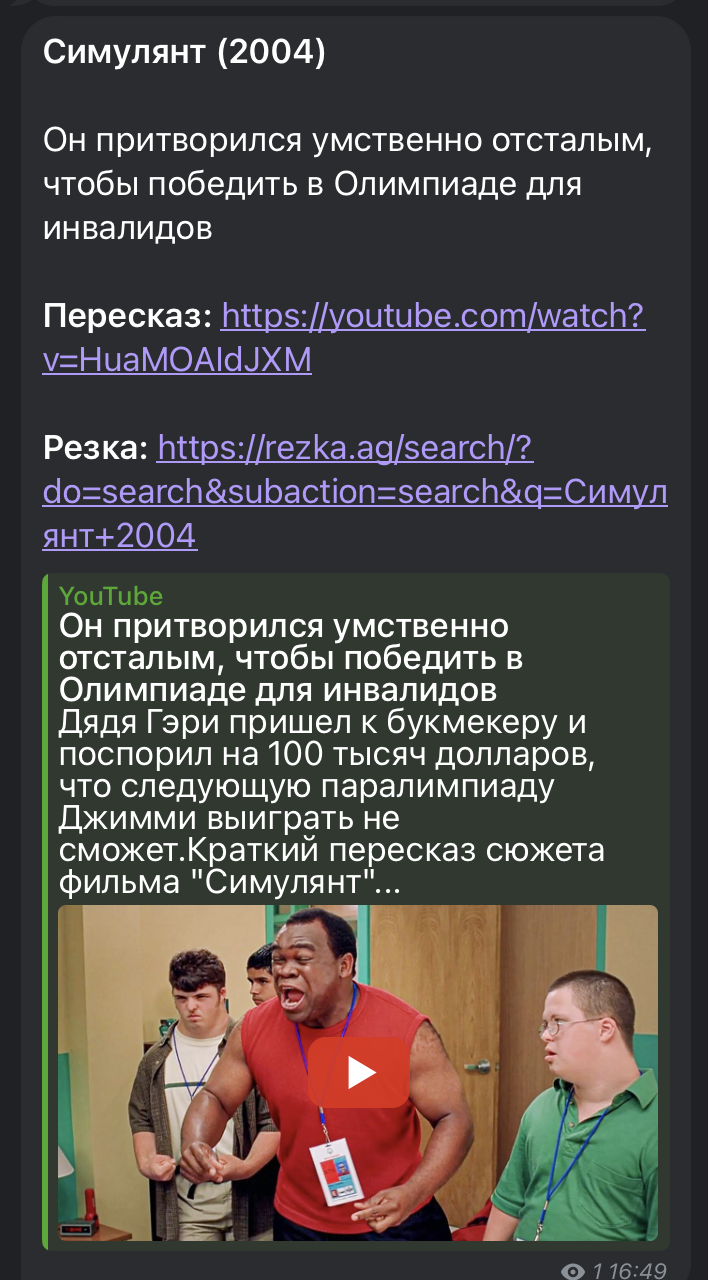 Симулянт (2004)
Он притворился умственно отсталым,
чтобы победить в Олимпиаде для
инвалидов
Пересказ: https://youtube.com/watch?
v=HuaMOAIdJXM
Резка: https://rezka.ag/search/?
do=search&subaction=search&q=Симул
янт+2004
YouTube
Он притворился умственно
отсталым, чтобы победить в
Олимпиаде для инвалидов
Дядя Гэри пришел к букмекеру и
поспорил на 100 тысяч долларов,
что следующую паралимпиаду
Джимми выиграть не
сможет.Краткий пересказ сюжета
фильма "Симулянт"...
1 16:49